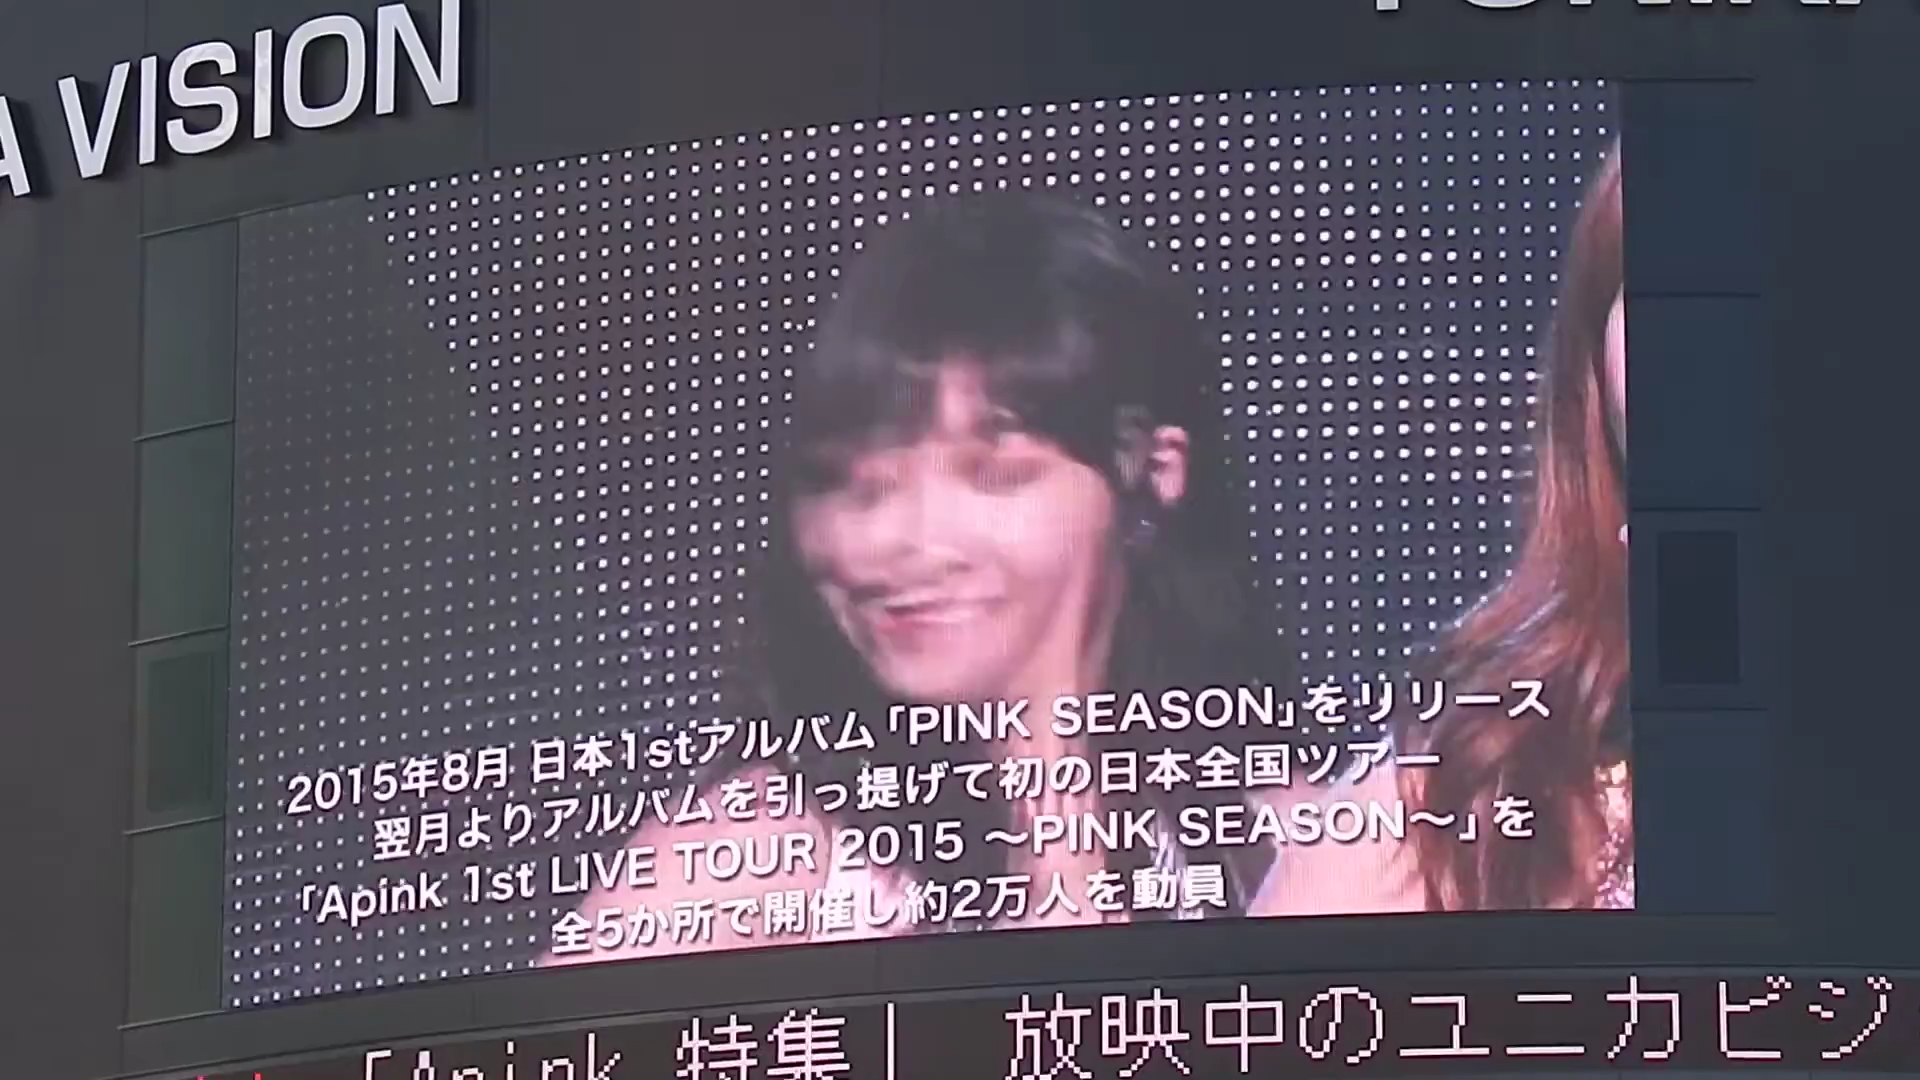 A VISION
2015年8月 日本1stアルバム「PINK SEASON」をリリース
翌月よりアルバムを引っ提げて初の日本全国ツアー
「Apink 1st LIVE TOUR 2015 ～PINK SEASON～」を
全5か所で開催し約2万人を動員
「Apink 特集」 放映中のユニカビジ